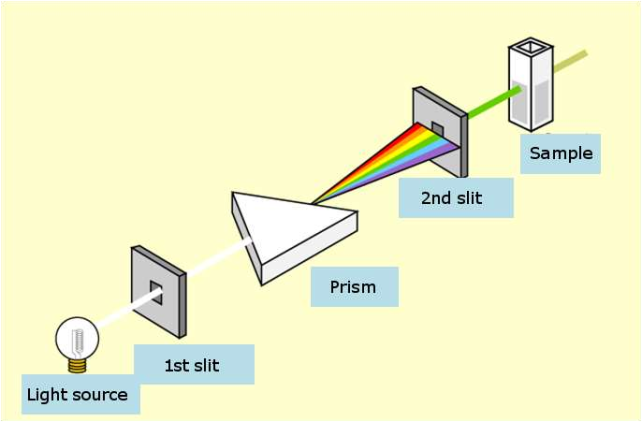 Sample
2nd slit
Prism
1st slit
Light source